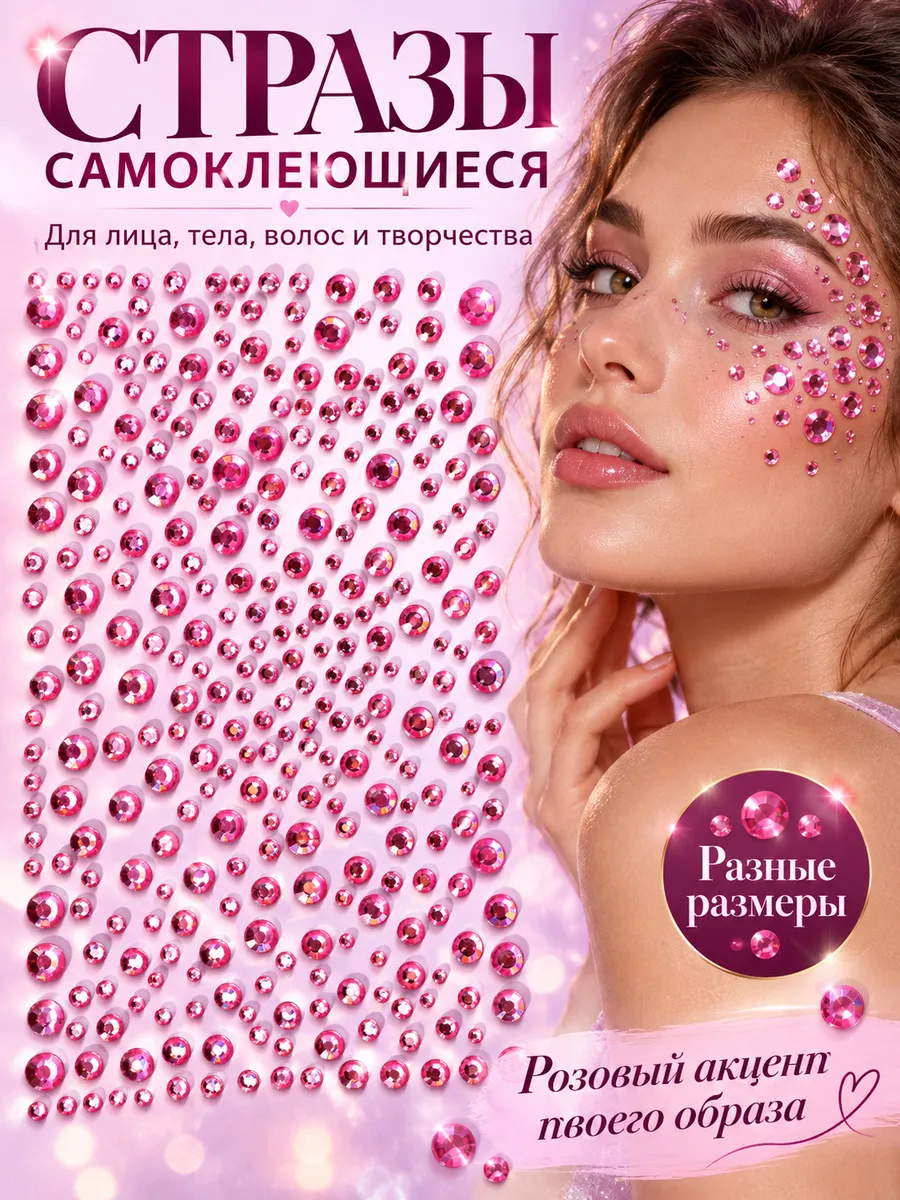 СТРАЗЫ
САМОКЛЕЮЩИЕСЯ
Для лица, тела, волос и творчества
Разные
размеры
Розовый акцент
твоего образа